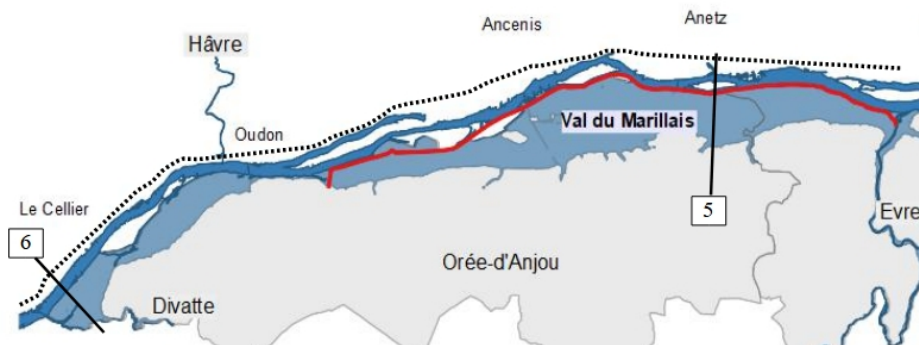 Ancenis
Anetz
Hâvre
Oudon
Val du Marillais
Le Cellier
5
Evre
6
Orée-d'Anjou
Divatte